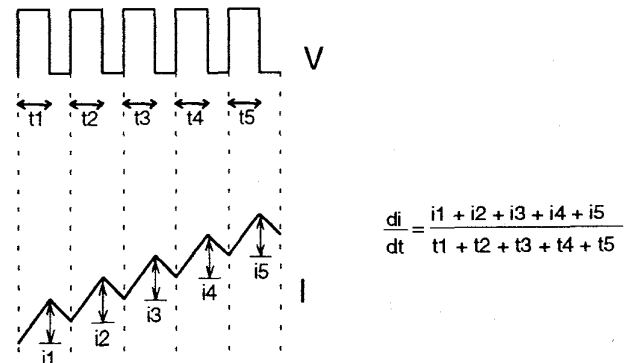 V
t1 t2 t3 t4 t5
i1 i2 i3 i4 i5
I
di/dt = i1 + i2 + i3 + i4 + i5 / t1 + t2 + t3 + t4 + t5